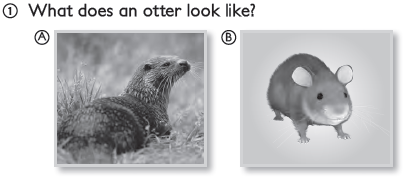 ① What does an otter look like?
Ⓐ Ⓑ